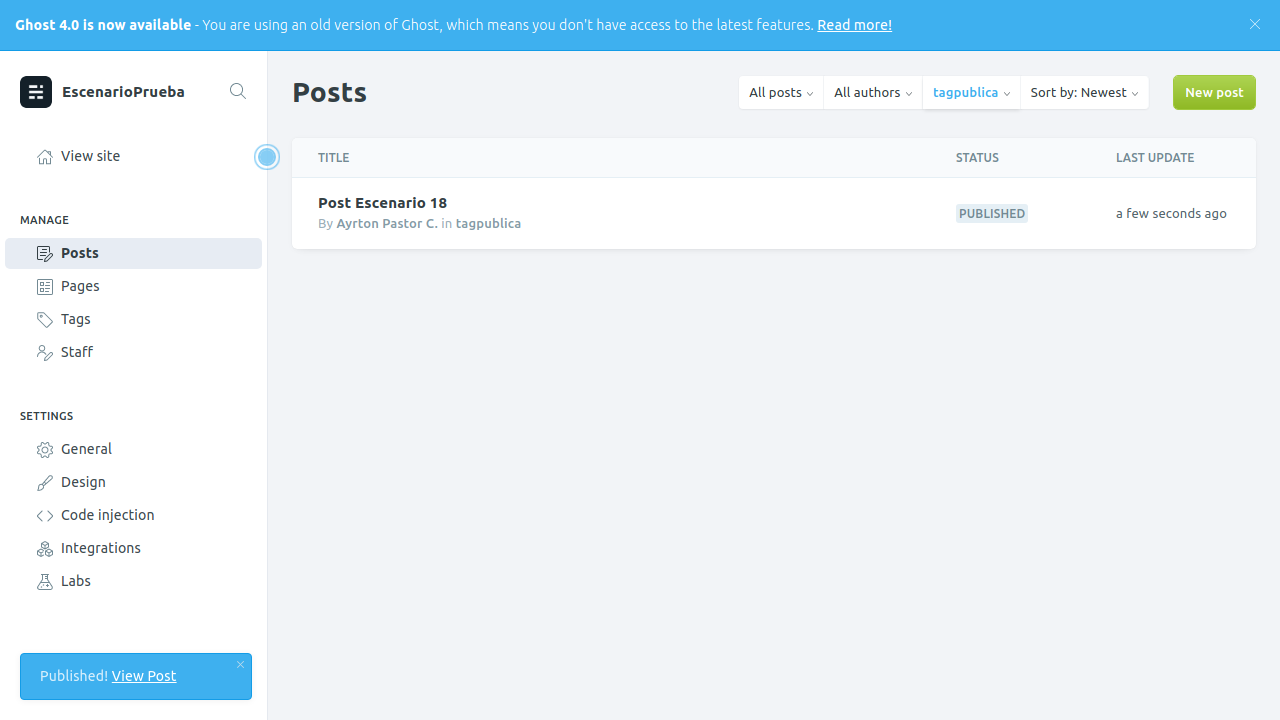 Ghost 4.0 is now available - You are using an old version of Ghost, which means you don't have access to the latest features. Read more!
EscenarioPrueba
View site
MANAGE
Posts
Pages
Tags
Staff
SETTINGS
General
Design
Code injection
Integrations
Labs
Published! View Post
Posts
All posts
All authors
tagpublica
Sort by: Newest
New post
TITLE
STATUS
LAST UPDATE
Post Escenario 18
By Ayrton Pastor C. in tagpublica
PUBLISHED
a few seconds ago